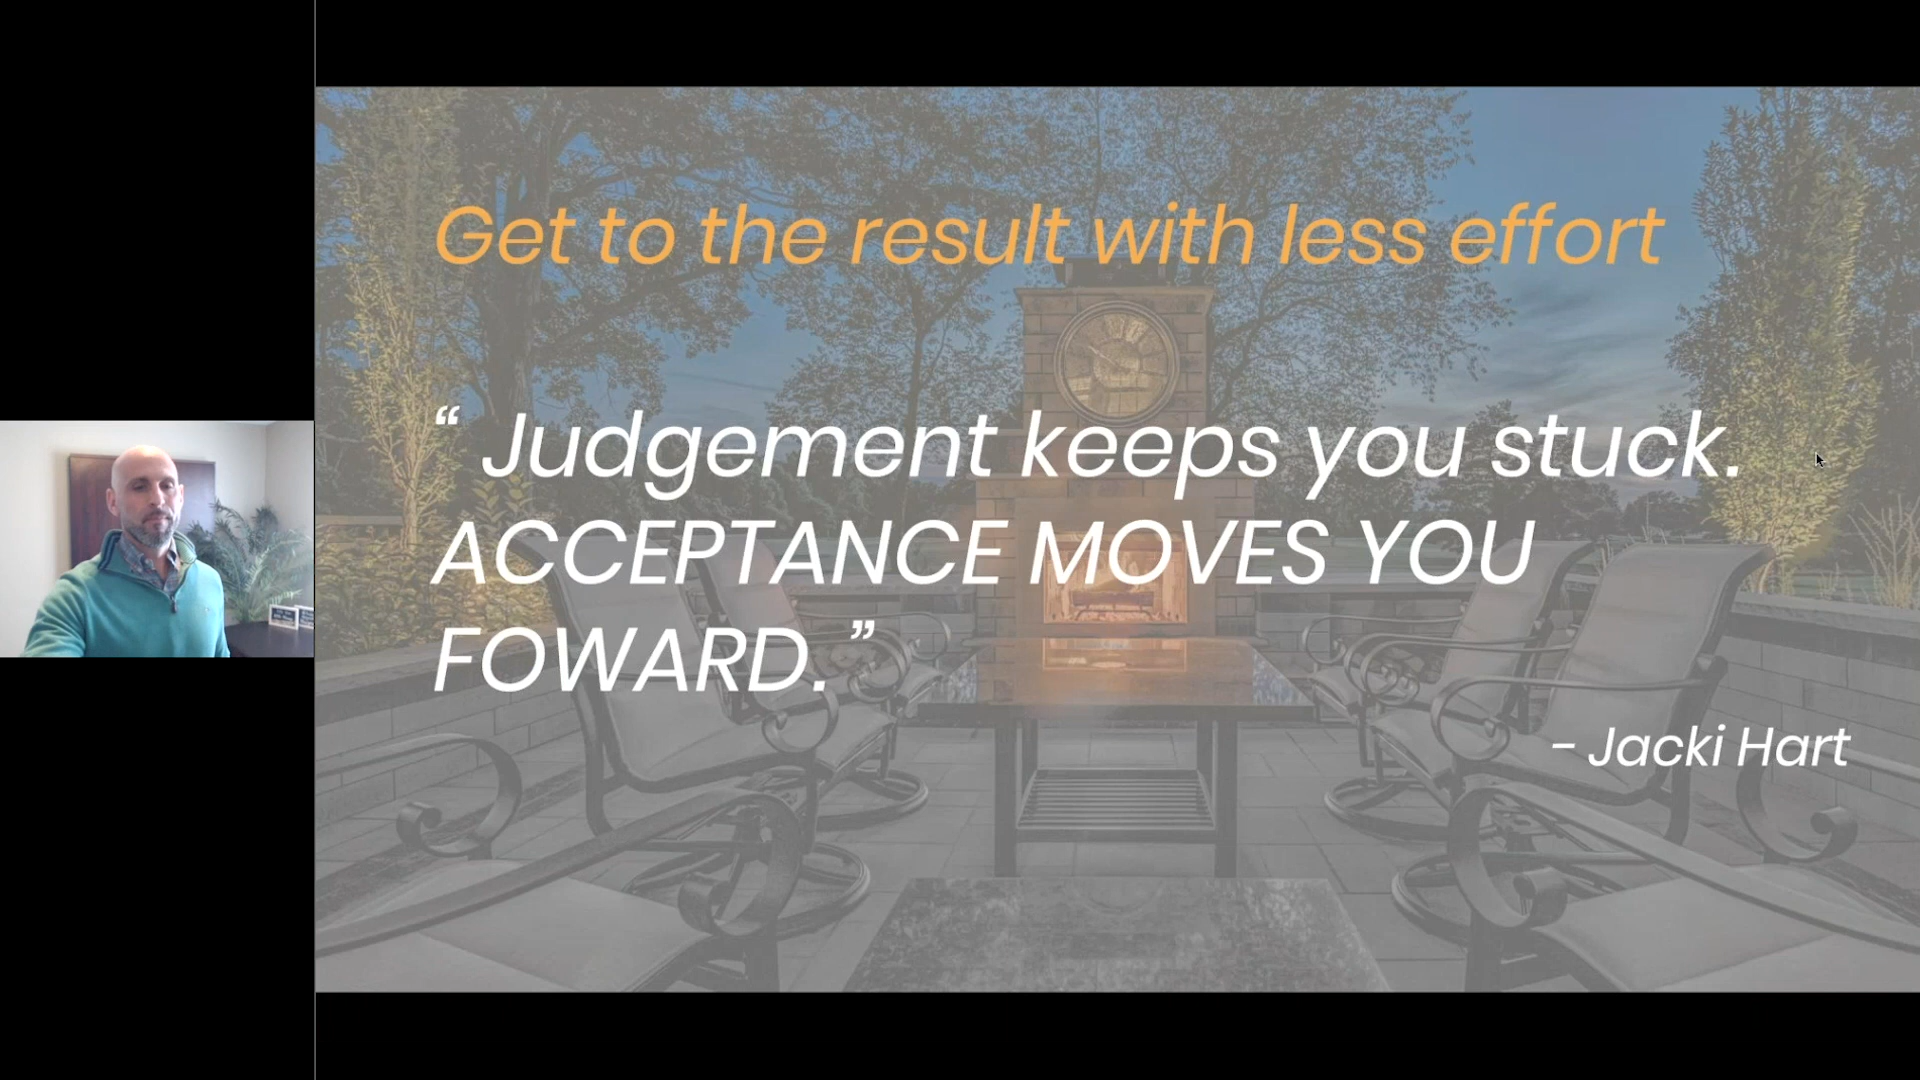 Get to the result with less effort
“ Judgement keeps you stuck.
ACCEPTANCE MOVES YOU
FOWARD. ”
- Jacki Hart